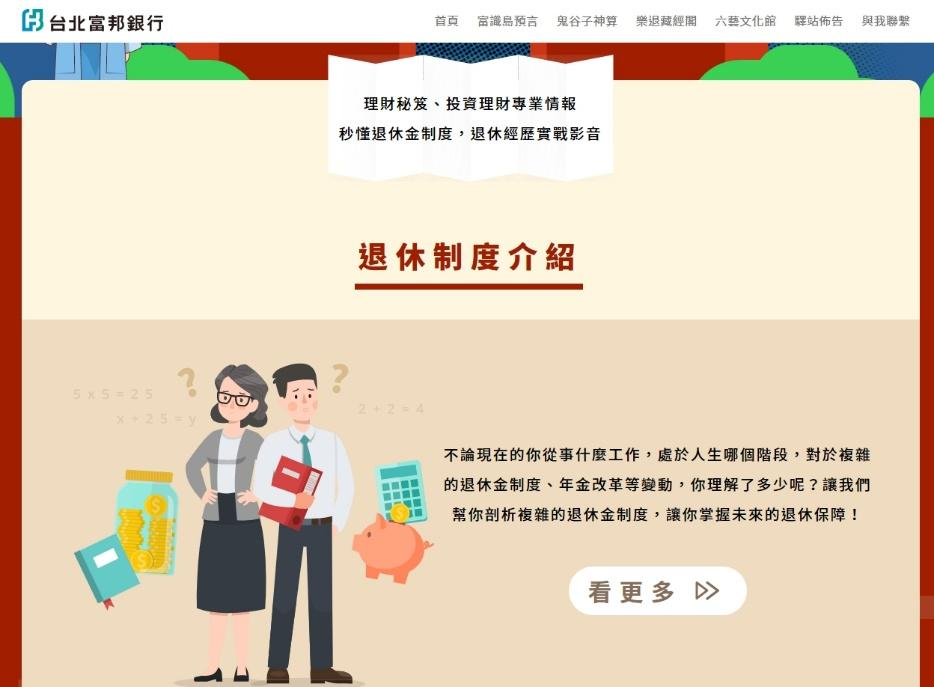 台北富邦銀行
首頁 富識島預言 鬼谷子神算 樂退藏經閣 六藝文化館 驛站佈告 與我聯繫
理財秘笈、投資理財專業情報
秒懂退休金制度，退休經歷實戰影音
退休制度介紹
?
?
5 x 5 = 2 5
x + 2 5 = y
2 + 2 = 4
不論現在的你從事什麼工作，處於人生哪個階段，對於複雜
的退休金制度、年金改革等變動，你理解了多少呢？讓我們
幫你剖析複雜的退休金制度，讓你掌握未來的退休保障！
看更多